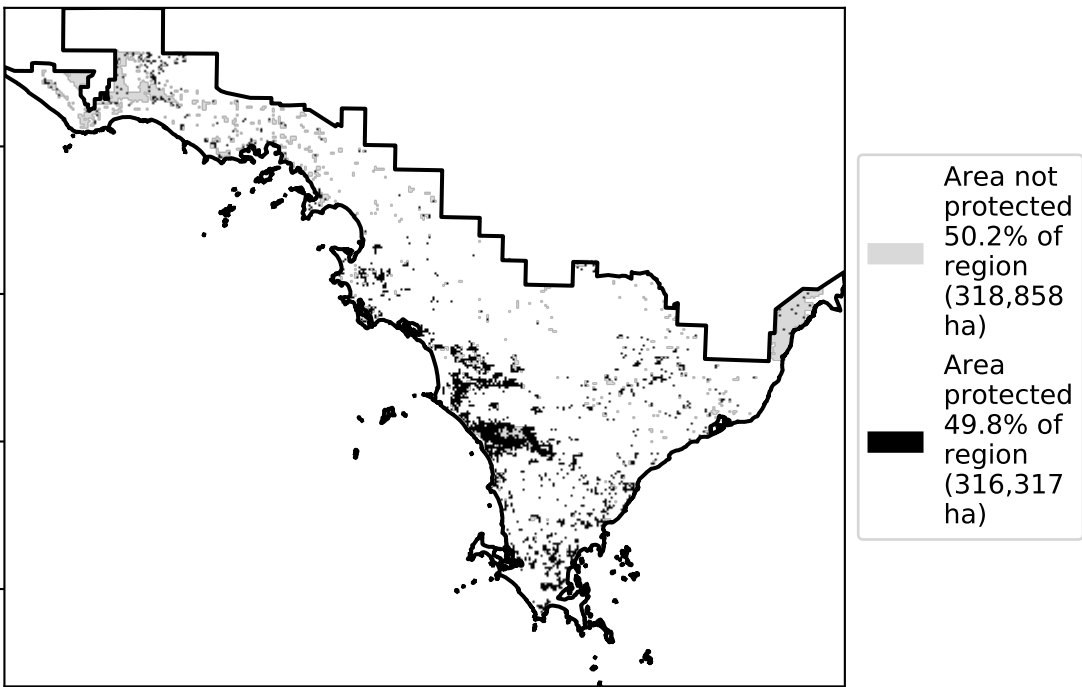 Area not
protected
50.2% of
region
(318,858
ha)
Area
protected
49.8% of
region
(316,317
ha)